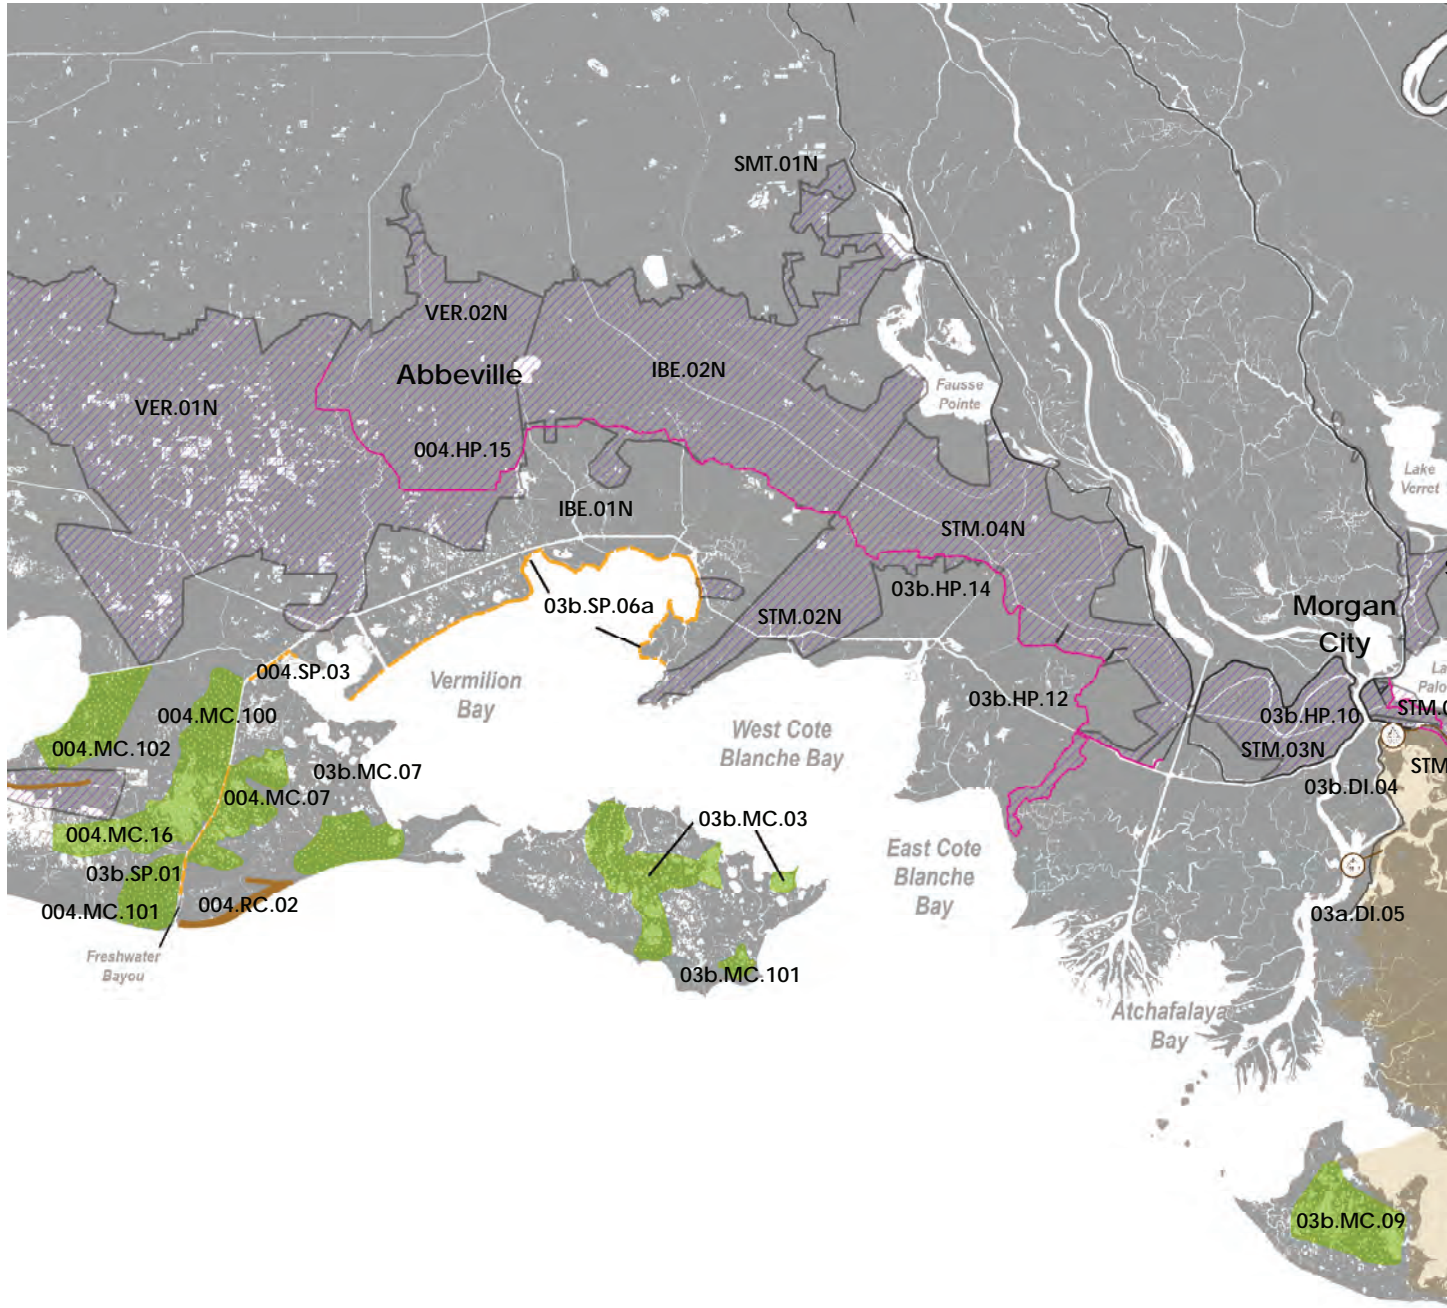 SMT.01N
VER.02N
Abbeville
IBE.02N
Fausse
Pointe
VER.01N
004.HP.15
Lake
Verret
IBE.01N
STM.04N
03b.SP.06a
03b.HP.14
STM.02N
Morgan
City
004.SP.03
Vermilion
Bay
03b.HP.12
004.MC.100
03b.HP.10
West Cote
Blanche Bay
004.MC.102
STM.03N
STM
03b.MC.07
03b.DI.04
004.MC.07
03b.MC.03
004.MC.16
East Cote
Blanche
Bay
03b.SP.01
004.RC.02
004.MC.101
03a.DI.05
Freshwater
Bayou
03b.MC.101
Atchafalaya
Bay
03b.MC.09